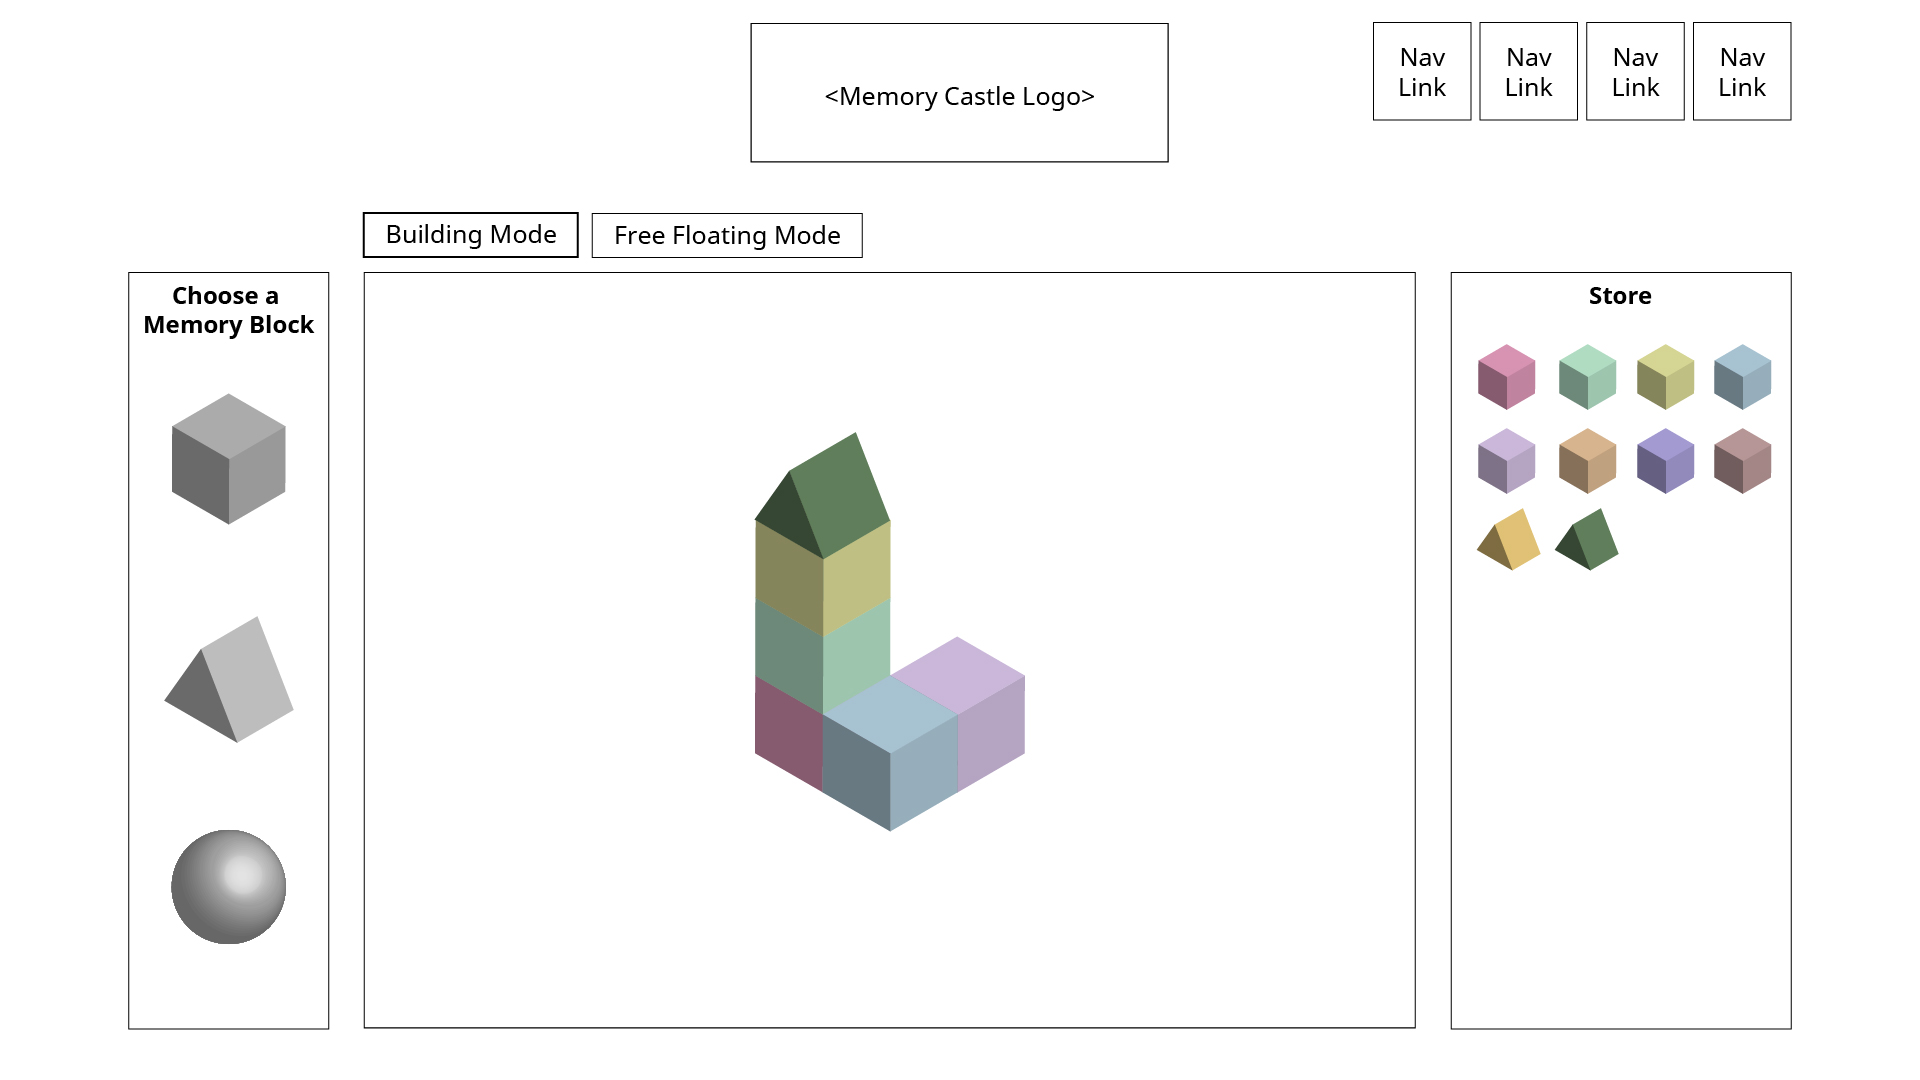 <Memory Castle Logo>
Nav
Link
Nav
Link
Nav
Link
Nav
Link
Building Mode
Free Floating Mode
Choose a
Memory Block
Store